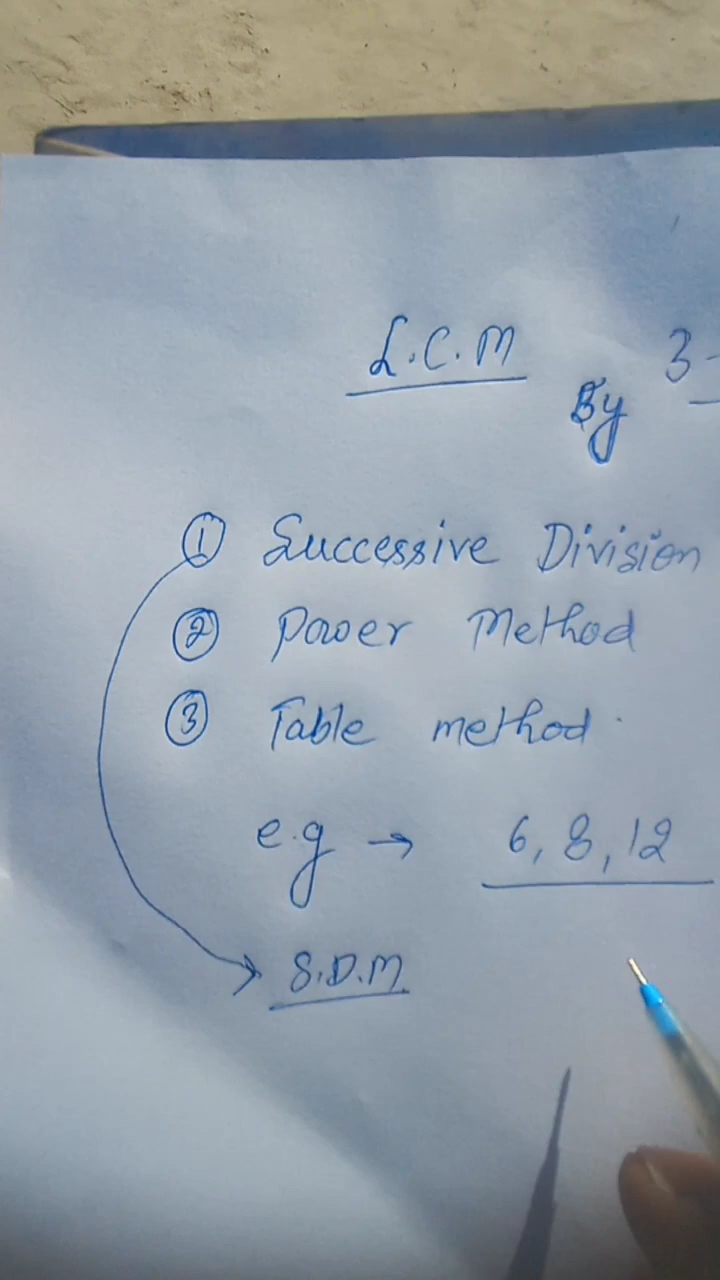 L.C.M
By 3-
① Successive Division
② Power Method
③ Table method.
e.g → 6, 8, 12
S.D.M.